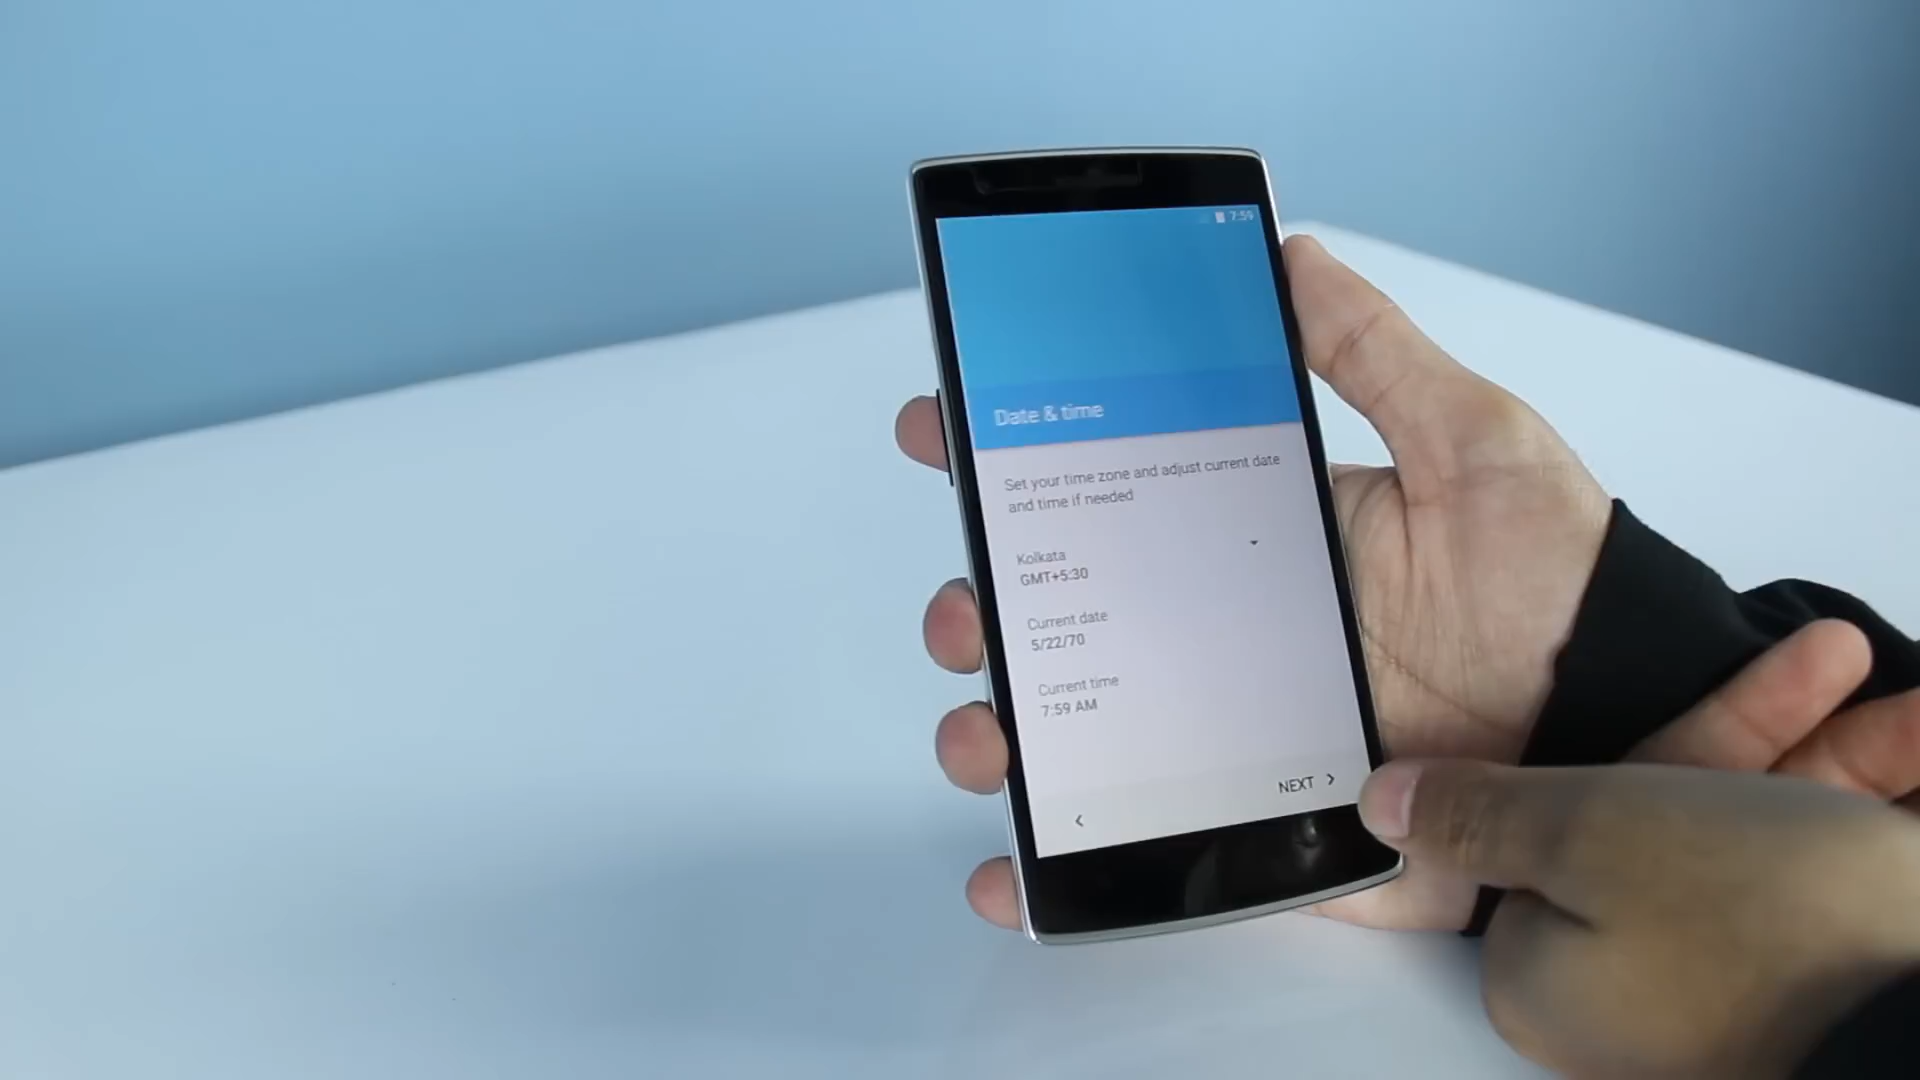 7:59
Date & time
Set your time zone and adjust current date
and time if needed
Kolkata
GMT+5:30
Current date
5/22/70
Current time
7:59 AM
NEXT